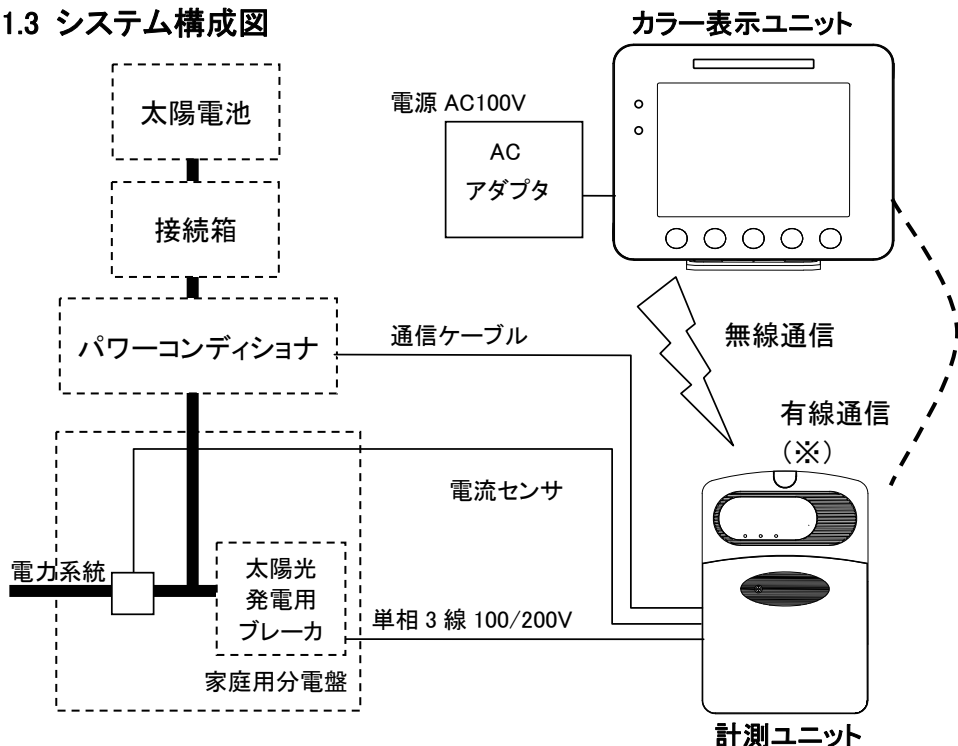 1.3 システム構成図
カラー表示ユニット
太陽電池
電源 AC100V
AC
アダプタ
接続箱
パワーコンディショナ
通信ケーブル
無線通信
有線通信
(※)
電流センサ
電力系統
太陽光
発電用
ブレーカ
単相 3 線 100/200V
家庭用分電盤
計測ユニット